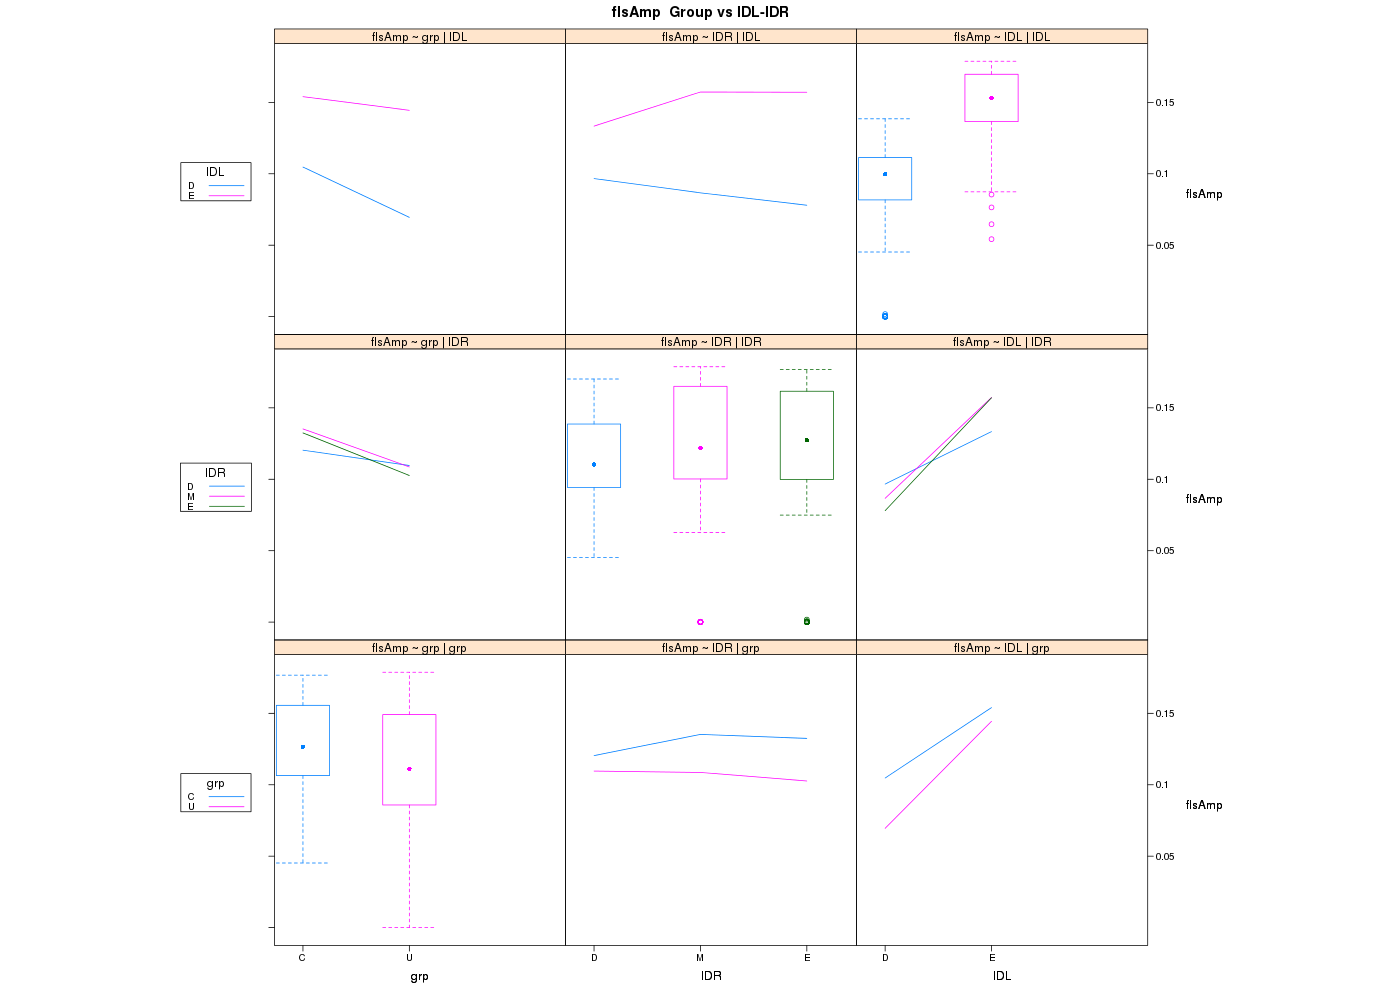 flsAmp  Group vs IDL-IDR
flsAmp ~ grp | IDL
flsAmp ~ IDR | IDL
flsAmp ~ IDL | IDL
IDL
D
E
0.15
0.1
0.05
flsAmp
flsAmp ~ grp | IDR
flsAmp ~ IDR | IDR
flsAmp ~ IDL | IDR
IDR
D
M
E
0.15
0.1
0.05
flsAmp
flsAmp ~ grp | grp
flsAmp ~ IDR | grp
flsAmp ~ IDL | grp
grp
C
U
0.15
0.1
0.05
flsAmp
C U D M E D E
grp IDR IDL